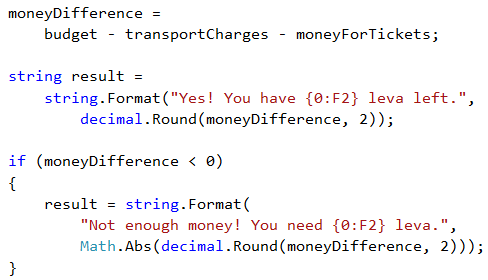 moneyDifference =
    budget - transportCharges - moneyForTickets;

string result =
    string.Format("Yes! You have {0:F2} leva left.",
        decimal.Round(moneyDifference, 2));

if (moneyDifference < 0)
{
    result = string.Format(
        "Not enough money! You need {0:F2} leva.",
        Math.Abs(decimal.Round(moneyDifference, 2)));
}